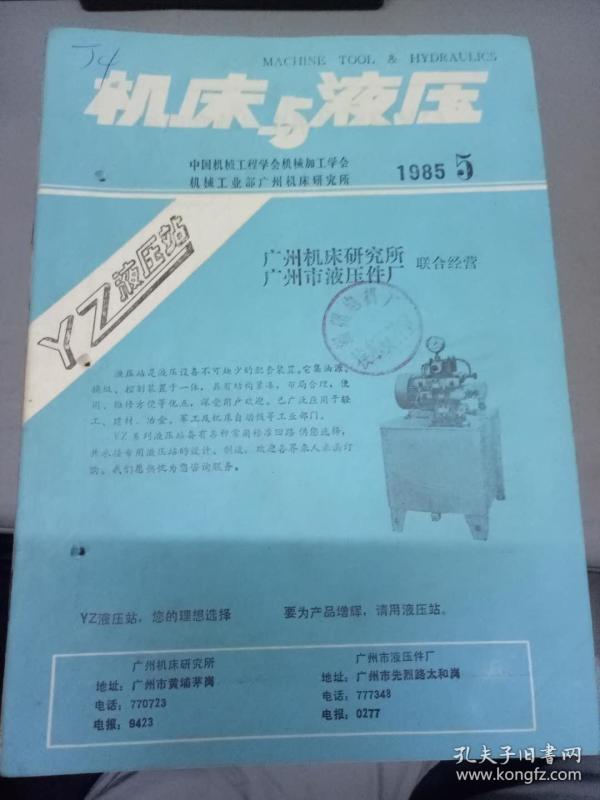 J4
MACHINE TOOL & HYDRAULICS
机床与液压
中国机械工程学会机械加工学会
机械工业部广州机床研究所
1985 5
YZ液压站
广州机床研究所
广州市液压件厂
联合经营
液压站是液压设备不可缺少的配套装置。它集油源、
操纵、控制装置于一体，具有结构紧凑，布局合理，使
用、维修方便等优点，深受用户欢迎。已广泛应用于轻
工、建材、冶金、军工及机床自动线等工业部门。
YZ系列液压站备有各种常用标准回路供您选择，
并承接专用液压站的设计、制造，欢迎各界来人来函订
购。我们愿热忱为您咨询服务。
YZ液压站，您的理想选择
要为产品增辉，请用液压站。
广州机床研究所
地址：广州市黄埔茅岗
电话：770723
电报：9423
广州市液压件厂
地址：广州市先烈路太和岗
电话：777348
电报：0277
孔夫子旧书网
www.kongfz.com